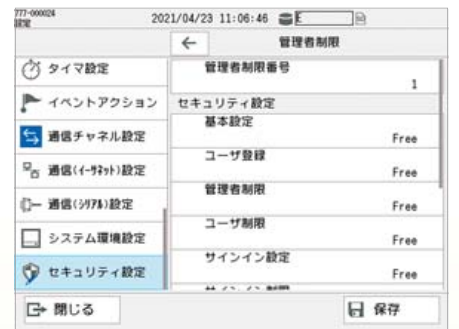 777-000024
設定
2021/04/23 11:06:46
E
管理者制限
タイマ設定
イベントアクション
通信チャネル設定
通信(イーサネット)設定
通信(シリアル)設定
システム環境設定
セキュリティ設定
管理者制限番号
1
セキュリティ設定
基本設定
Free
ユーザ登録
Free
管理者制限
Free
ユーザ制限
Free
サインイン設定
Free
閉じる
保存